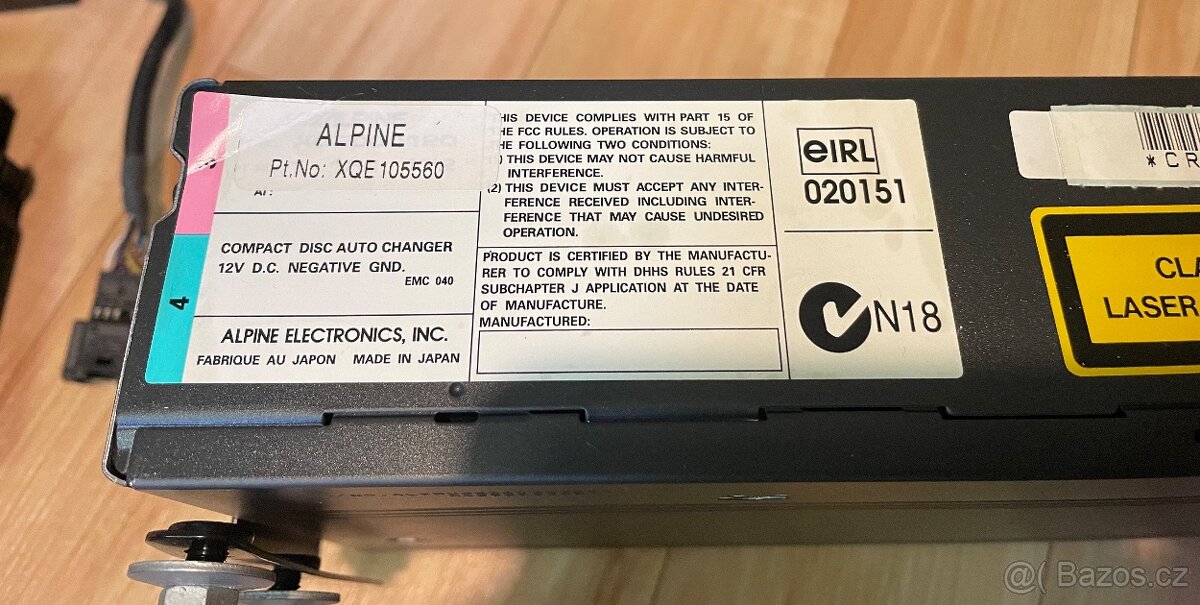 ALPINE
Pt.No: XQE 105560
COMPACT DISC AUTO CHANGER
12V D.C. NEGATIVE GND.
EMC 040
4
ALPINE ELECTRONICS, INC.
FABRIQUE AU JAPON MADE IN JAPAN
HIS DEVICE COMPLIES WITH PART 15 OF
HE FCC RULES. OPERATION IS SUBJECT TO
HE FOLLOWING TWO CONDITIONS:
) THIS DEVICE MAY NOT CAUSE HARMFUL
INTERFERENCE.
(2) THIS DEVICE MUST ACCEPT ANY INTER-
FERENCE RECEIVED INCLUDING INTER-
FERENCE THAT MAY CAUSE UNDESIRED
OPERATION.
PRODUCT IS CERTIFIED BY THE MANUFACTU-
RER TO COMPLY WITH DHHS RULES 21 CFR
SUBCHAPTER J APPLICATION AT THE DATE
OF MANUFACTURE.
MANUFACTURED:
eIRL
020151
N18
*CR
CLA
LASER
@( Bazos.cz